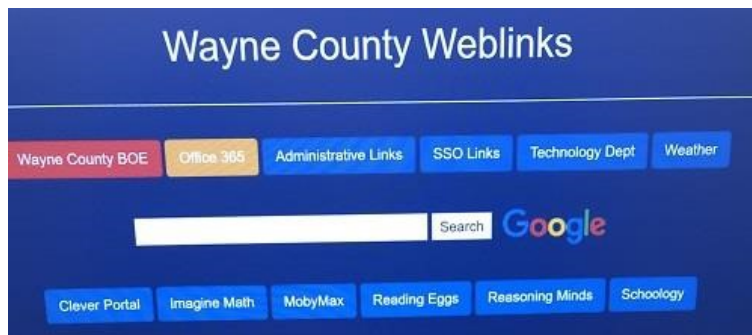 Wayne County Weblinks
Wayne County BOE Office 365 Administrative Links SSO Links Technology Dept Weather
Search Google
Clever Portal Imagine Math MobyMax Reading Eggs Reasoning Minds Schoology